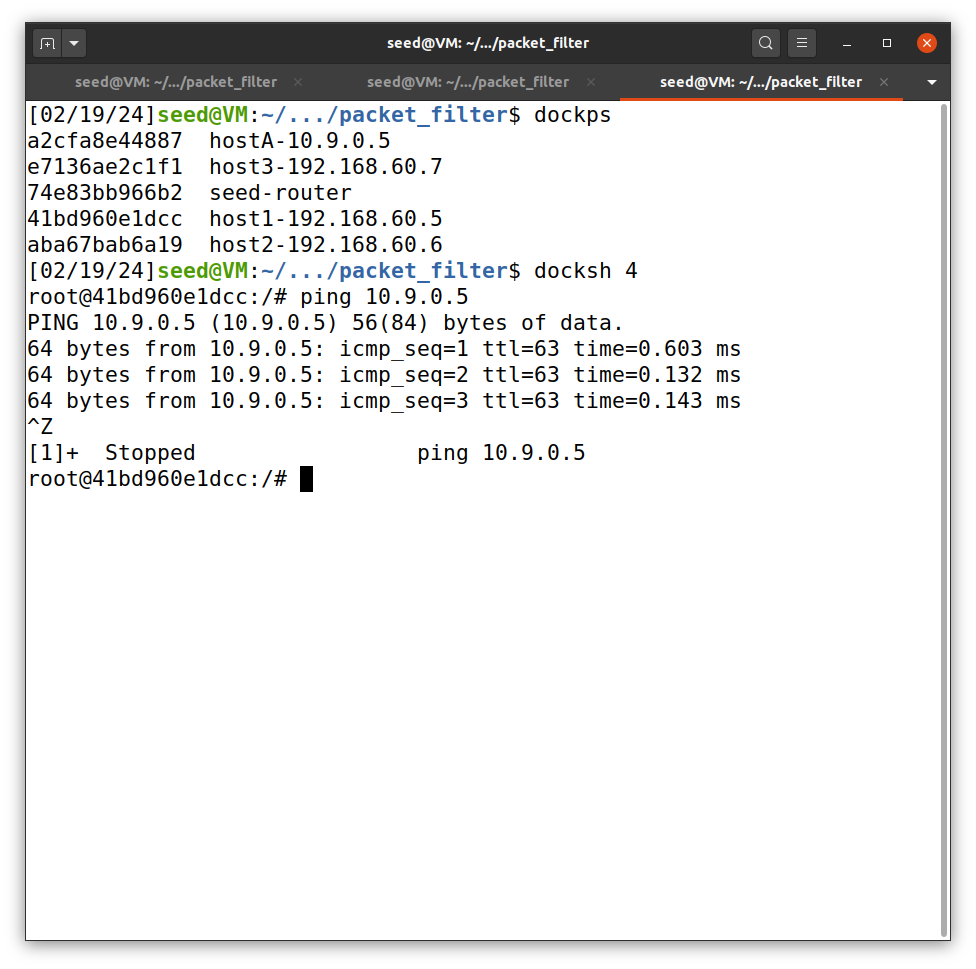 seed@VM: ~/.../packet_filter
seed@VM: ~/.../packet_filter seed@VM: ~/.../packet_filter seed@VM: ~/.../packet_filter
[02/19/24]seed@VM:~/.../packet_filter$ dockps
a2cfa8e44887  hostA-10.9.0.5
e7136ae2c1f1  host3-192.168.60.7
74e83bb966b2  seed-router
41bd960e1dcc  host1-192.168.60.5
aba67bab6a19  host2-192.168.60.6
[02/19/24]seed@VM:~/.../packet_filter$ docksh 4
root@41bd960e1dcc:/# ping 10.9.0.5
PING 10.9.0.5 (10.9.0.5) 56(84) bytes of data.
64 bytes from 10.9.0.5: icmp_seq=1 ttl=63 time=0.603 ms
64 bytes from 10.9.0.5: icmp_seq=2 ttl=63 time=0.132 ms
64 bytes from 10.9.0.5: icmp_seq=3 ttl=63 time=0.143 ms
^Z
[1]+  Stopped                 ping 10.9.0.5
root@41bd960e1dcc:/#